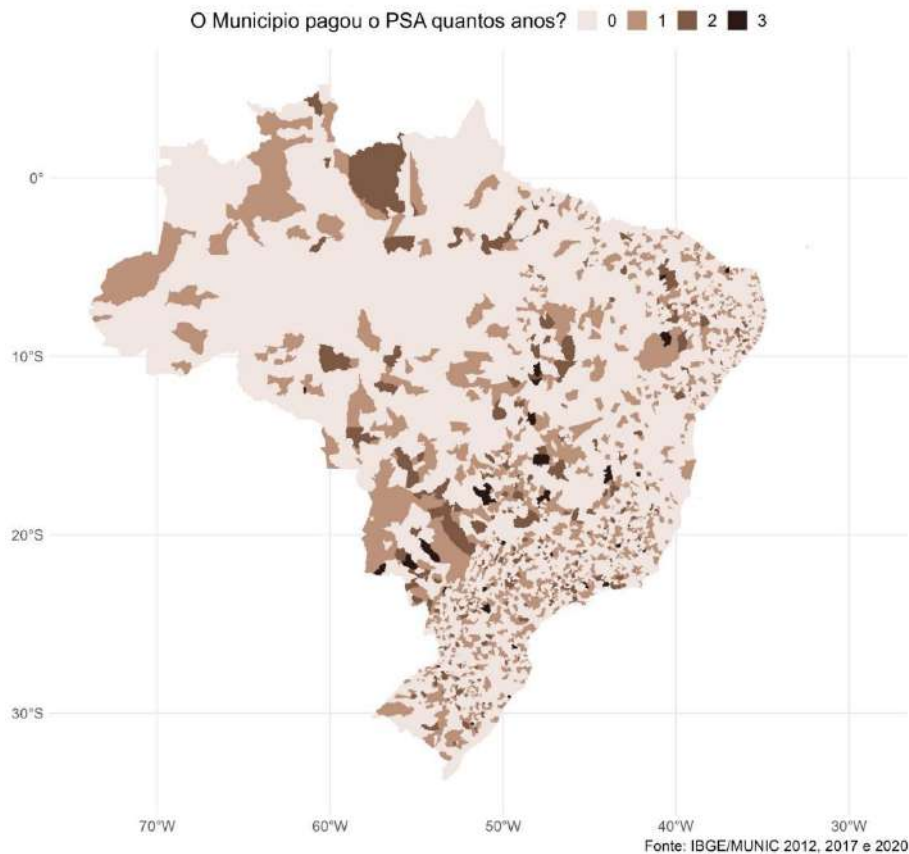 O Municipio pagou o PSA quantos anos? 0 1 2 3
0°
10°S
20°S
30°S
70°W 60°W 50°W 40°W 30°W
Fonte: IBGE/MUNIC 2012, 2017 e 2020